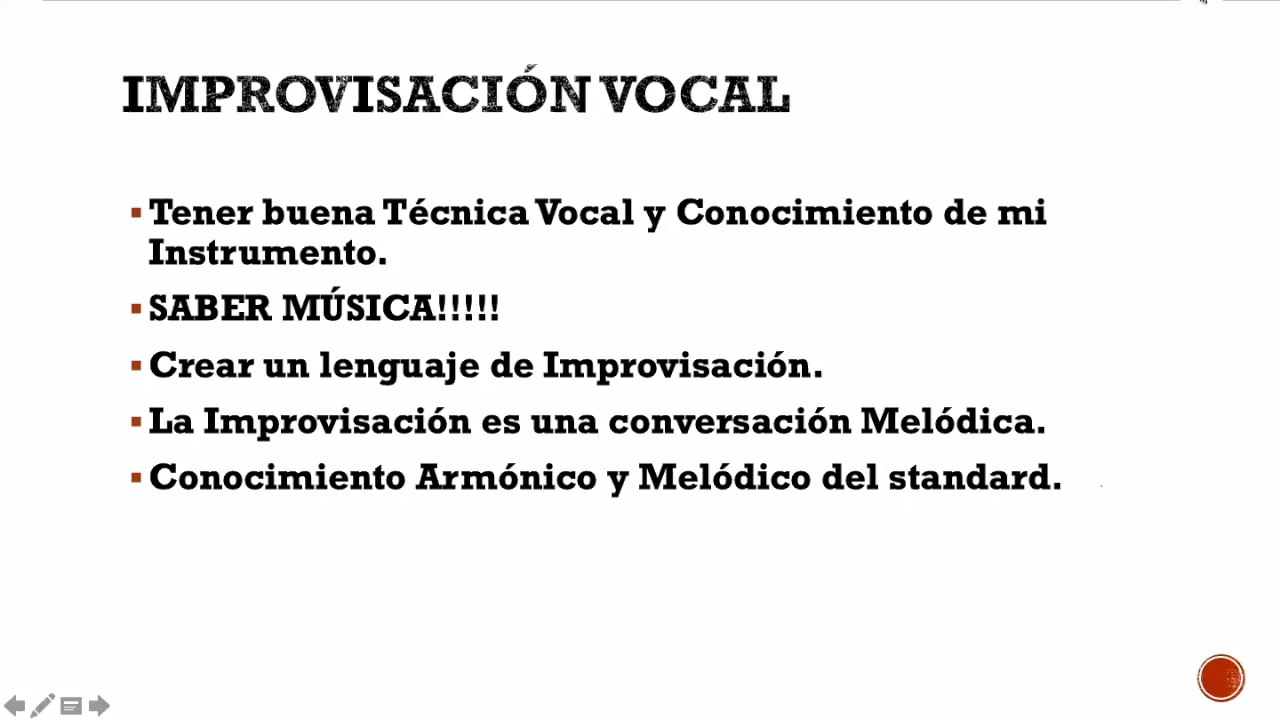 IMPROVISACIÓN VOCAL
Tener buena Técnica Vocal y Conocimiento de mi
Instrumento.
SABER MÚSICA!!!!!
Crear un lenguaje de Improvisación.
La Improvisación es una conversación Melódica.
Conocimiento Armónico y Melódico del standard.